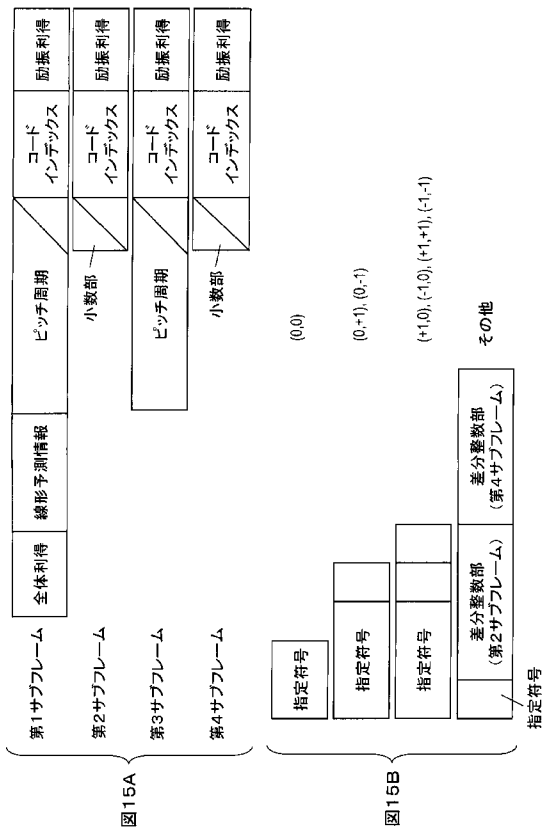 図15A
第1サブフレーム
全体利得
線形予測情報
ピッチ周期
コード
インデックス
励振利得
第2サブフレーム
小数部
コード
インデックス
励振利得
第3サブフレーム
ピッチ周期
コード
インデックス
励振利得
第4サブフレーム
小数部
コード
インデックス
励振利得
図15B
指定符号
(0,0)
指定符号
(0,+1), (0,-1)
指定符号
(+1,0), (-1,0), (+1,+1), (-1,-1)
指定符号
差分整数部
(第2サブフレーム)
差分整数部
(第4サブフレーム)
その他